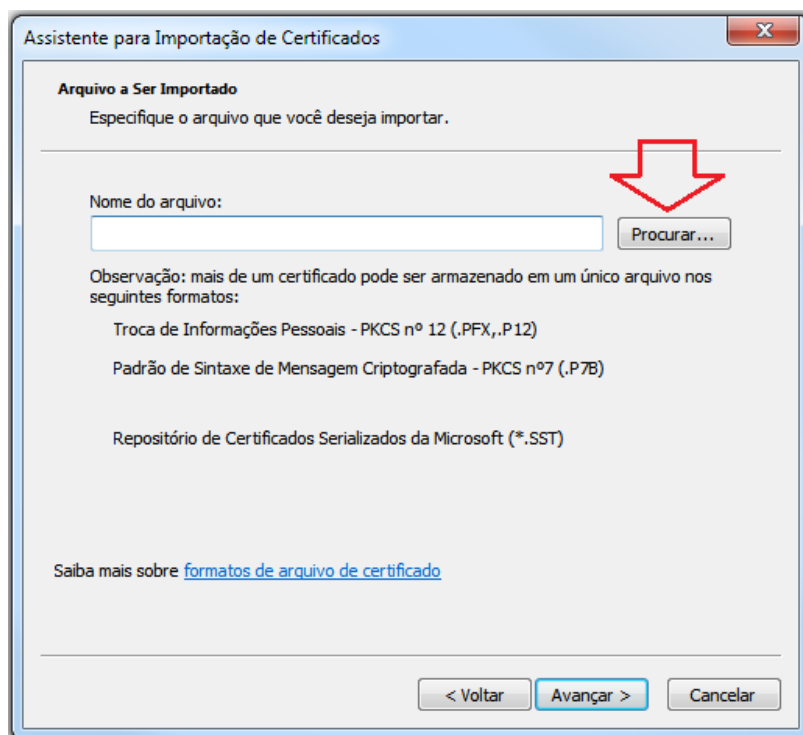 Assistente para Importação de Certificados
Arquivo a Ser Importado
Especifique o arquivo que você deseja importar.
Nome do arquivo:
Procurar...
Observação: mais de um certificado pode ser armazenado em um único arquivo nos
seguintes formatos:
Troca de Informações Pessoais - PKCS nº 12 (.PFX,.P12)
Padrão de Sintaxe de Mensagem Criptografada - PKCS nº7 (.P7B)
Repositório de Certificados Serializados da Microsoft (*.SST)
Saiba mais sobre formatos de arquivo de certificado
< Voltar Avançar > Cancelar